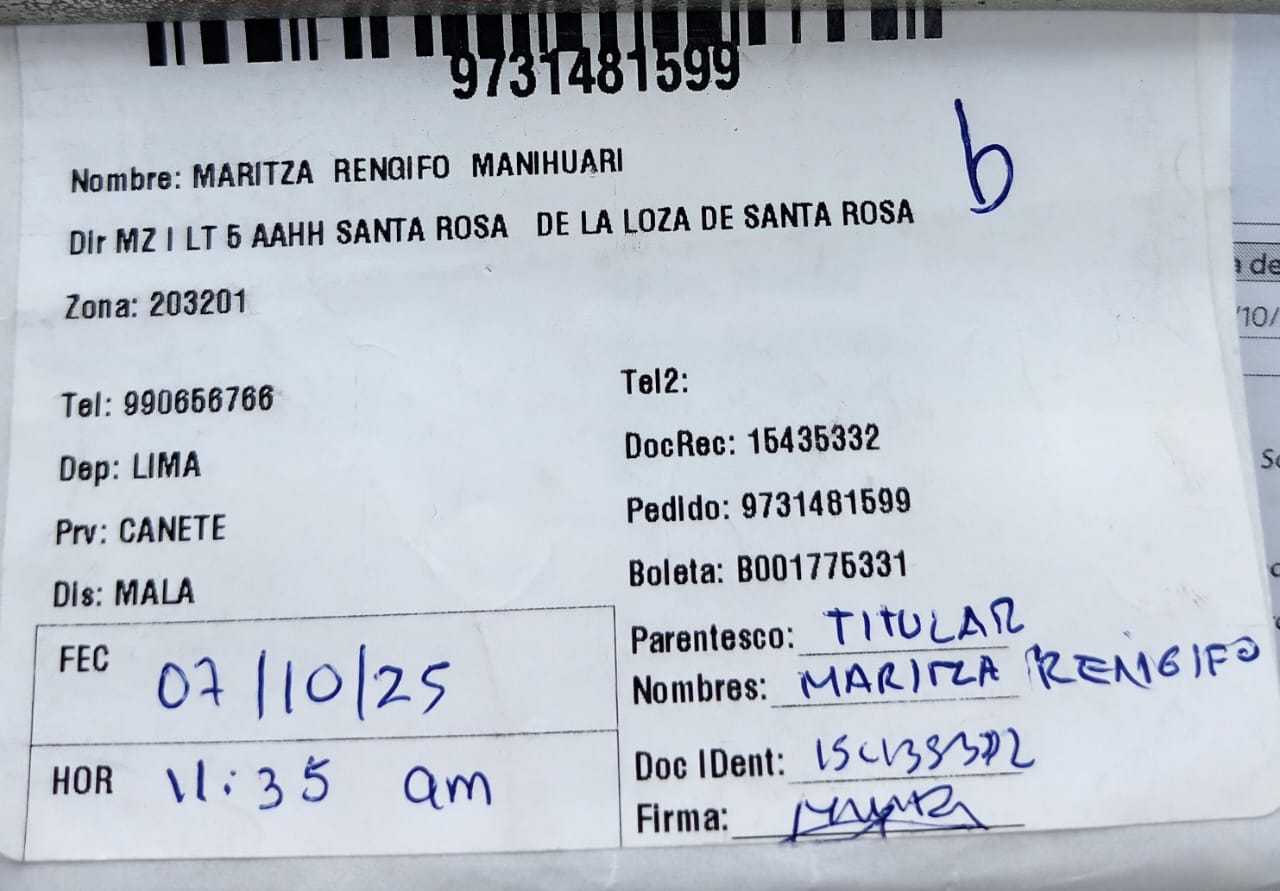 9731481599
b
Nombre: MARITZA RENGIFO MANIHUARI
Dir MZ I LT 5 AAHH SANTA ROSA DE LA LOZA DE SANTA ROSA
Zona: 203201
Tel: 990656766
Tel2:
Dep: LIMA
DocRec: 15435332
Prv: CANETE
Pedido: 9731481599
Dis: MALA
Boleta: B001775331
FEC 07/10/25
Parentesco: TITULAR
Nombres: MARITZA RENGIFO
HOR 11:35 am
Doc IDent:
Firma:
a de
/10/